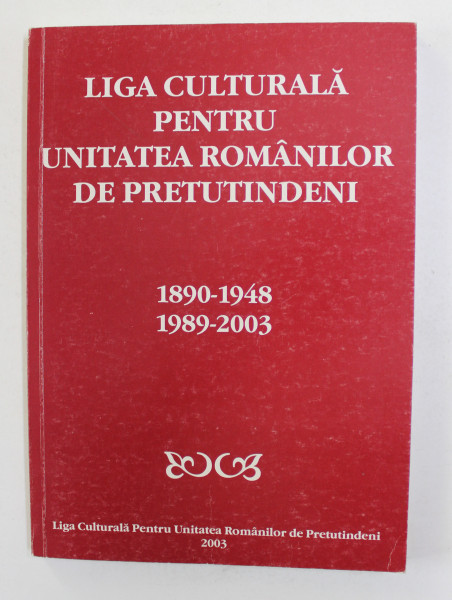 LIGA CULTURALĂ
PENTRU
UNITATEA ROMÂNILOR
DE PRETUTINDENI
1890-1948
1989-2003
Liga Culturală Pentru Unitatea Românilor de Pretutindeni
2003